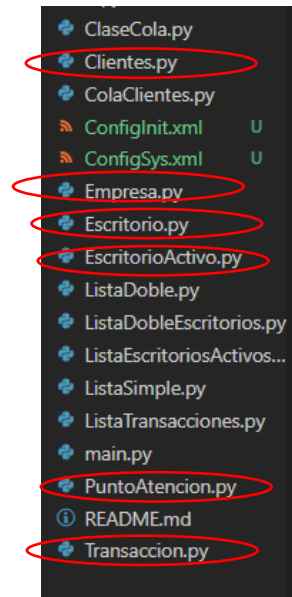 ClaseCola.py
Clientes.py
ColaClientes.py
ConfigInit.xml U
ConfigSys.xml U
Empresa.py
Escritorio.py
EscritorioActivo.py
ListaDoble.py
ListaDobleEscritorios.py
ListaEscritoriosActivos...
ListaSimple.py
ListaTransacciones.py
main.py
PuntoAtencion.py
README.md
Transaccion.py